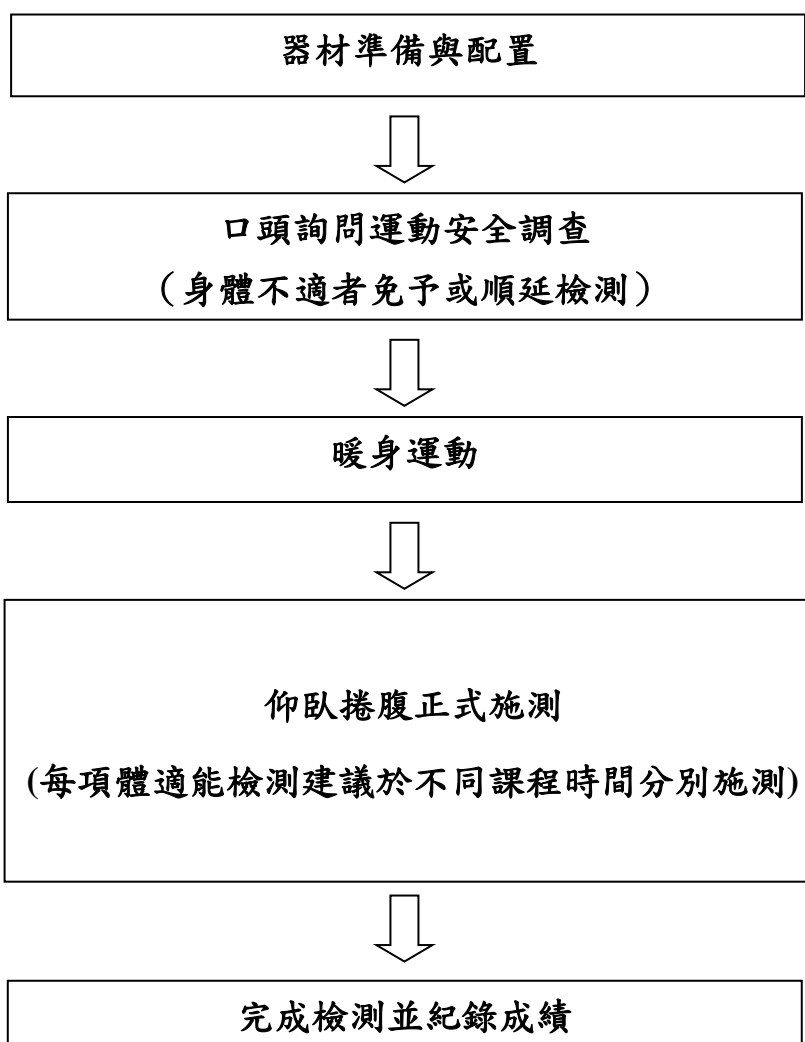 器材準備與配置
口頭詢問運動安全調查
（身體不適者免予或順延檢測）
暖身運動
仰臥捲腹正式施測
(每項體適能檢測建議於不同課程時間分別施測)
完成檢測並紀錄成績